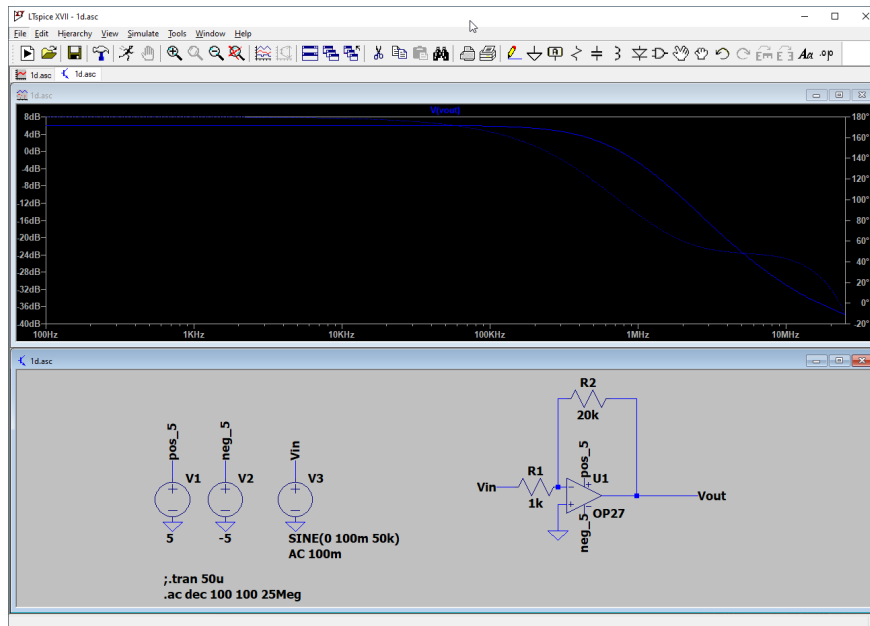 LTspice XVII - 1d.asc
File Edit Hierarchy View Simulate Tools Window Help
Aa .op
1d.asc 1d.asc
1d.asc
V[vout]
8dB 180°
4dB 160°
0dB
-4dB 140°
-8dB 120°
-12dB 100°
-16dB
-20dB 80°
-24dB 60°
-28dB 40°
-32dB 20°
-36dB 0°
-40dB -20°
100Hz 1KHz 10KHz 100KHz 1MHz 10MHz
1d.asc
pos_5 neg_5 Vin
V1 V2 V3
5 -5
SINE(0 100m 50k)
AC 100m
;.tran 50u
.ac dec 100 100 25Meg
R2
20k
pos_5
R1 U1
Vin Vout
1k OP27
neg_5